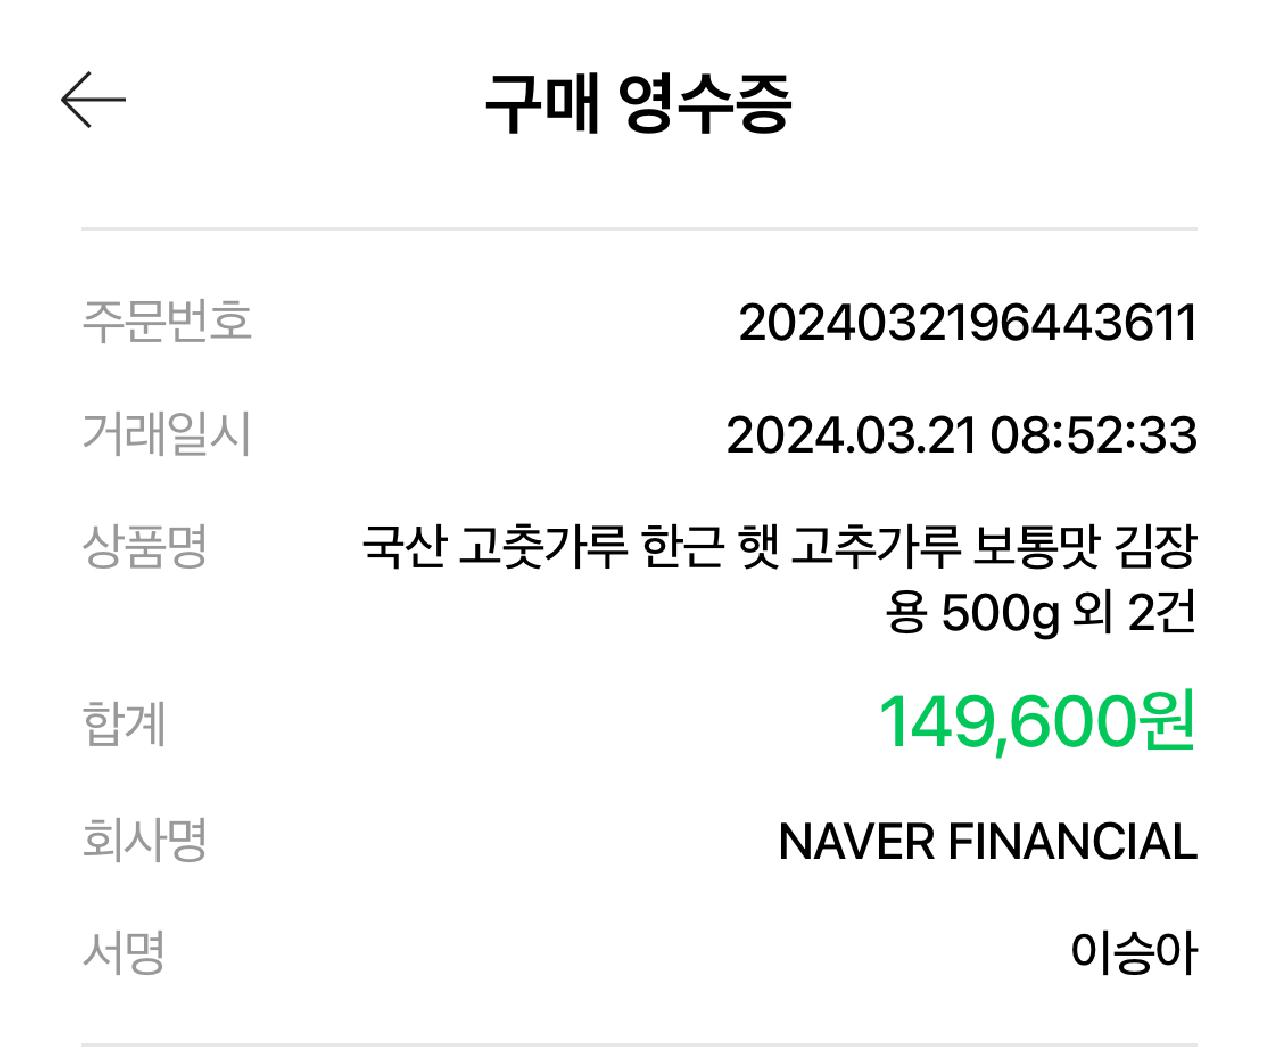 구매 영수증
주문번호 2024032196443611
거래일시 2024.03.21 08:52:33
상품명 국산 고춧가루 한근 햇 고추가루 보통맛 김장
용 500g 외 2건
합계 149,600원
회사명 NAVER FINANCIAL
서명 이승아